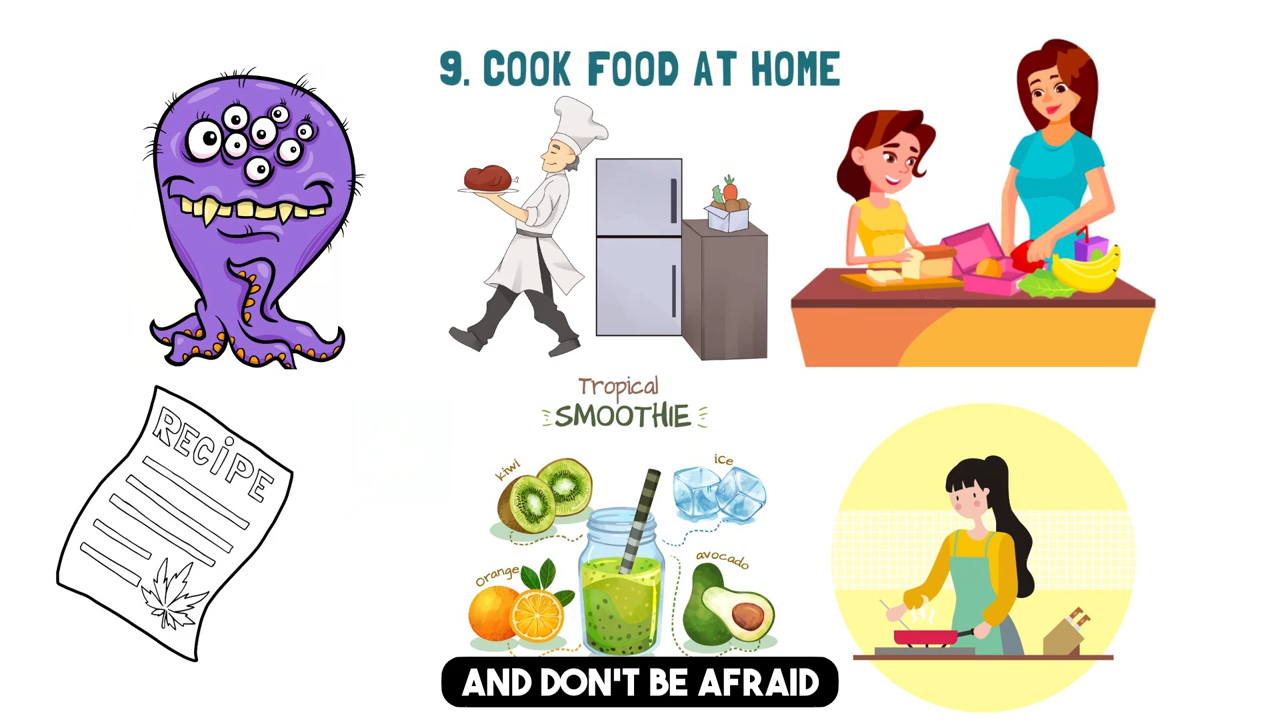 9. COOK FOOD AT HOME
RECIPE
Tropical
SMOOTHIE
kiwi
ice
orange
avocado
AND DON'T BE AFRAID